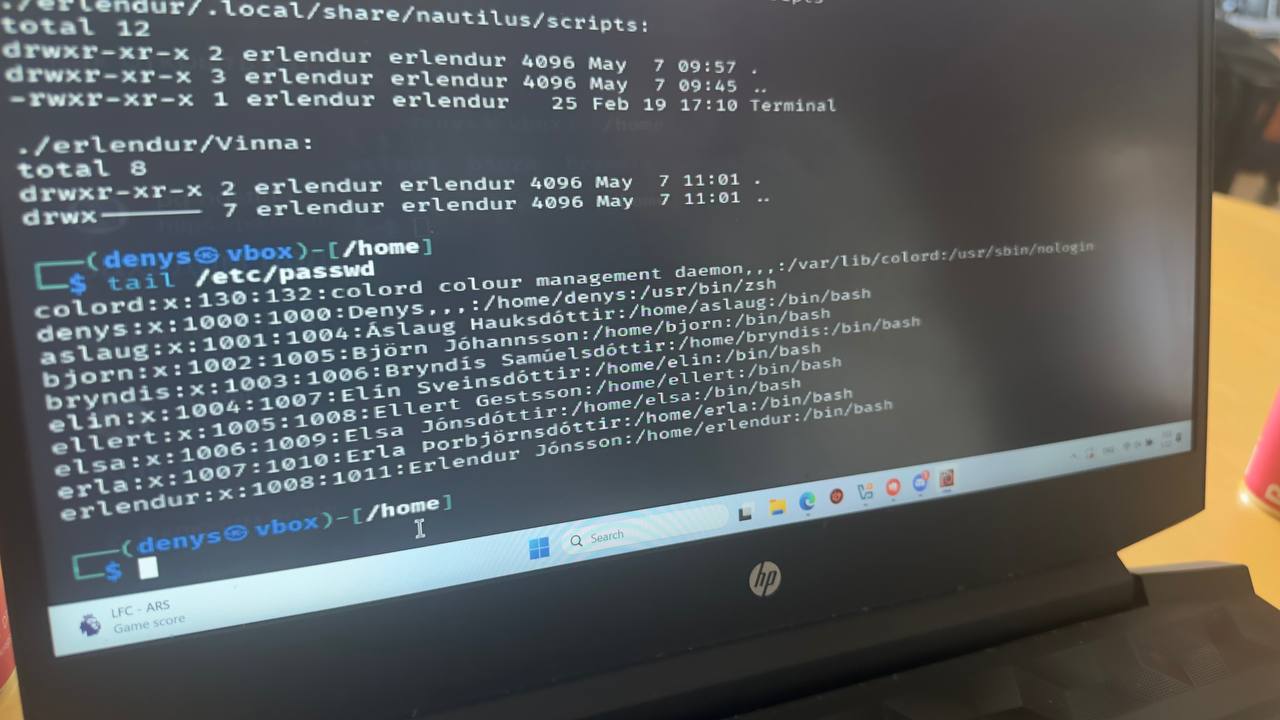 ./erlendur/.local/share/nautilus/scripts:
total 12
drwxr-xr-x 2 erlendur erlendur 4096 May 7 09:57 .
drwxr-xr-x 3 erlendur erlendur 4096 May 7 09:45 ..
-rwxr-xr-x 1 erlendur erlendur 25 Feb 19 17:10 Terminal
./erlendur/Vinna:
total 8
drwxr-xr-x 2 erlendur erlendur 4096 May 7 11:01 .
drwx------ 7 erlendur erlendur 4096 May 7 11:01 ..
┌──(denys㉿vbox)-[/home]
└─$ tail /etc/passwd
colord:x:130:132:colord colour management daemon,,,:/var/lib/colord:/usr/sbin/nologin
denys:x:1000:1000:Denys,,,:/home/denys:/usr/bin/zsh
aslaug:x:1001:1004:Áslaug Hauksdóttir:/home/aslaug:/bin/bash
bjorn:x:1002:1005:Björn Jóhannsson:/home/bjorn:/bin/bash
bryndis:x:1003:1006:Bryndís Samúelsdóttir:/home/bryndis:/bin/bash
elin:x:1004:1007:Elín Sveinsdóttir:/home/elin:/bin/bash
ellert:x:1005:1008:Ellert Gestsson:/home/ellert:/bin/bash
elsa:x:1006:1009:Elsa Jónsdóttir:/home/elsa:/bin/bash
erla:x:1007:1010:Erla Þorbjörnsdóttir:/home/erla:/bin/bash
erlendur:x:1008:1011:Erlendur Jónsson:/home/erlendur:/bin/bash
┌──(denys㉿vbox)-[/home]
└─$
LFC - ARS
Game score
Search
hp